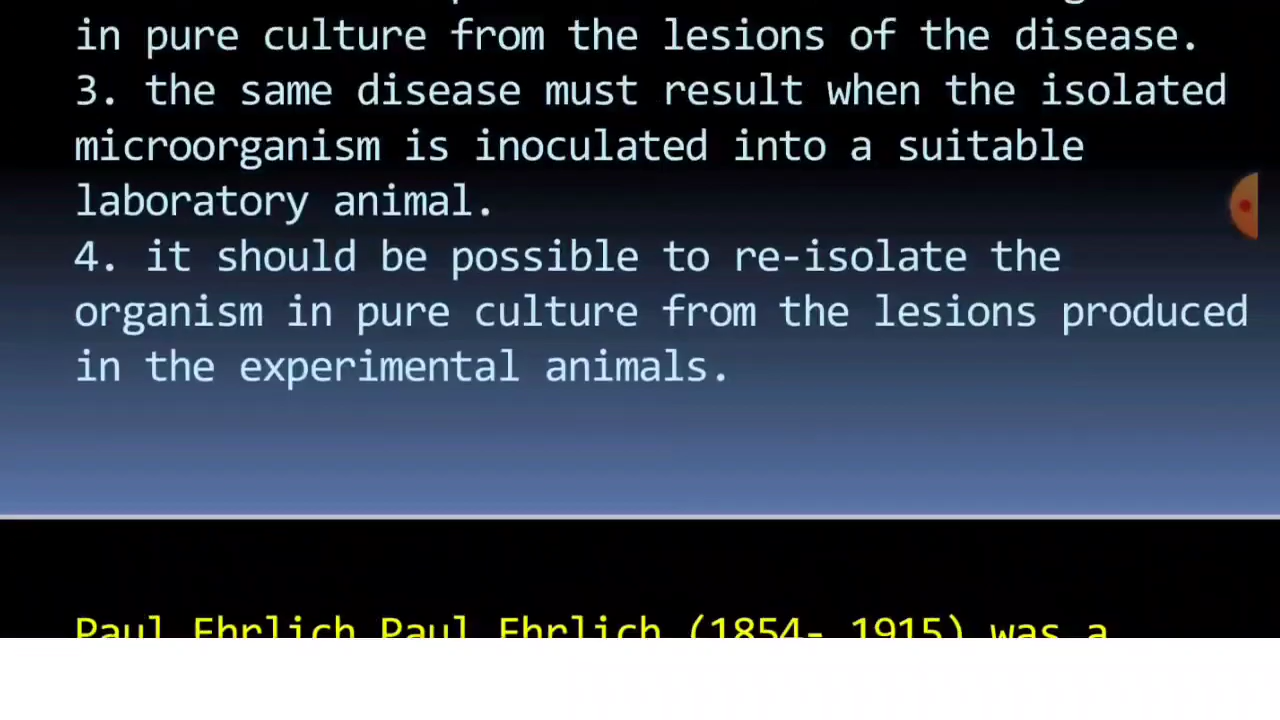 in pure culture from the lesions of the disease.
3. the same disease must result when the isolated
microorganism is inoculated into a suitable
laboratory animal.
4. it should be possible to re-isolate the
organism in pure culture from the lesions produced
in the experimental animals.
Paul Ehrlich Paul Ehrlich (1854- 1915) was a